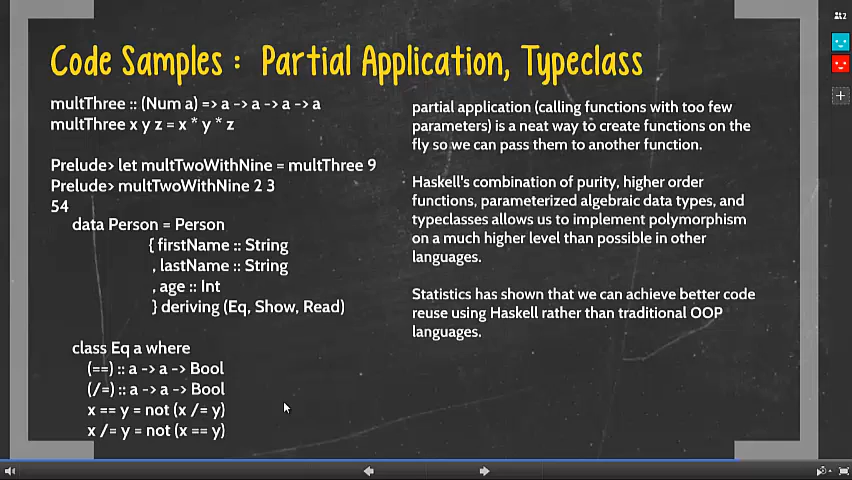 Code Samples : Partial Application, Typeclass
multThree :: (Num a) => a -> a -> a -> a
multThree x y z = x * y * z
Prelude> let multTwoWithNine = multThree 9
Prelude> multTwoWithNine 2 3
54
data Person = Person
{ firstName :: String
, lastName :: String
, age :: Int
} deriving (Eq, Show, Read)
class Eq a where
(==) :: a -> a -> Bool
(/=) :: a -> a -> Bool
x == y = not (x /= y)
x /= y = not (x == y)
partial application (calling functions with too few
parameters) is a neat way to create functions on the
fly so we can pass them to another function.
Haskell's combination of purity, higher order
functions, parameterized algebraic data types, and
typeclasses allows us to implement polymorphism
on a much higher level than possible in other
languages.
Statistics has shown that we can achieve better code
reuse using Haskell rather than traditional OOP
languages.
2